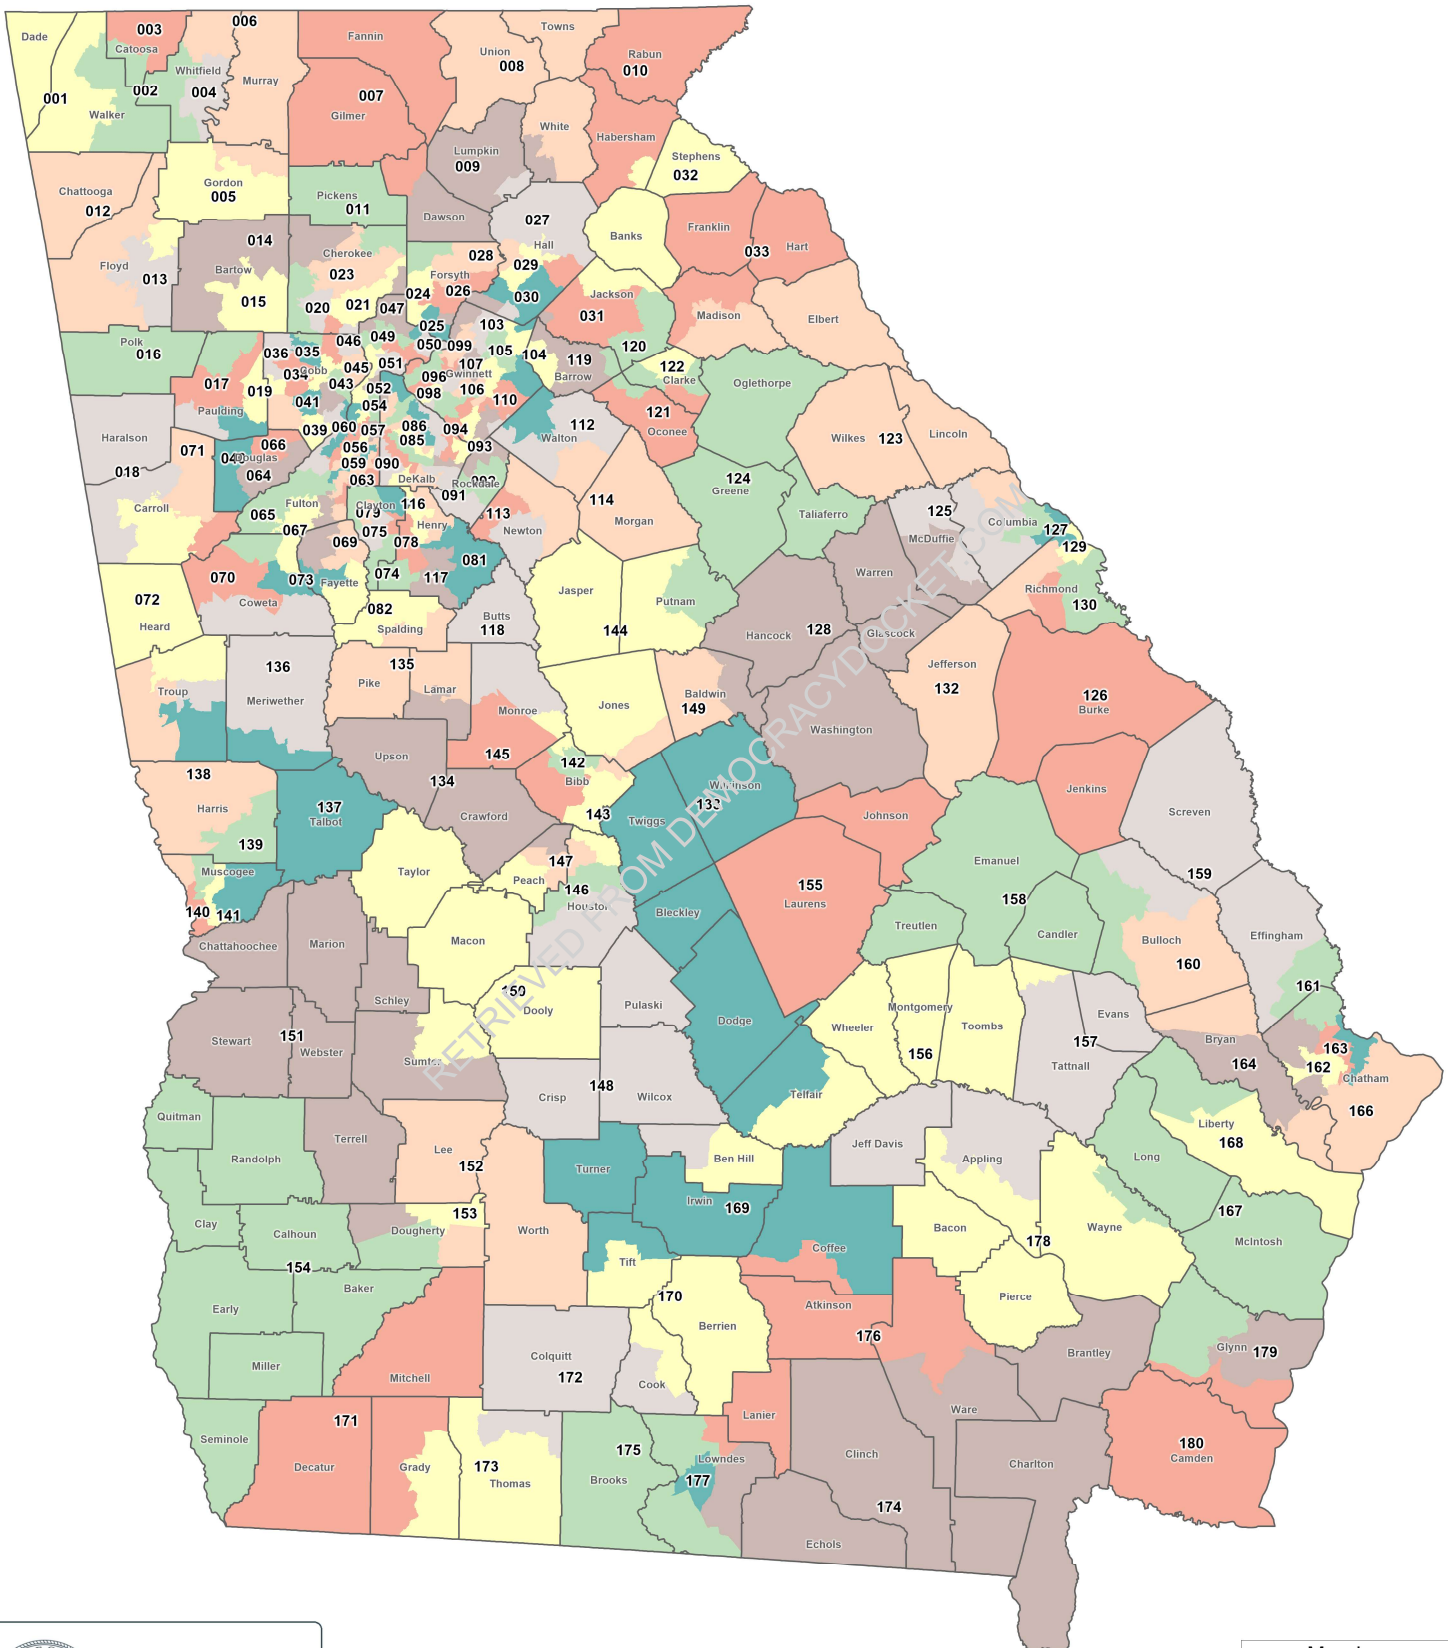 006
003
Fannin
Towns
Dade
Catoosa
Union
Rabun
008
010
Whitfield
Murray
001
002
004
007
Walker
Gilmer
White
Habersham
Lumpkin
009
Stephens
032
Gordon
005
Chattooga
012
Pickens
011
Dawson
027
Franklin
Hart
033
Banks
014
Hall
Cherokee
028
Floyd
013
Bartow
023
Forsyth
029
015
020
021
024
026
030
Jackson
031
047
Madison
Elbert
025
103
Polk
016
046
049
050
099
105
104
120
036
035
034
Cobb
045
051
107
119
122
Barrow
Clarke
017
019
043
052
096
Gwinnett
098
106
Oglethorpe
041
054
110
Paulding
039
060
057
086
085
094
112
121
Oconee
Haralson
018
071
066
056
093
Walton
Wilkes
123
Lincoln
Douglas
064
059
090
063
DeKalb
Rockdale
091
124
Greene
Carroll
Fulton
065
067
Clayton
079
116
113
114
Morgan
Taliaferro
125
McDuffie
Columbia
127
129
075
078
Henry
Newton
069
081
070
073
Fayette
074
117
Warren
Richmond
130
072
Heard
Coweta
082
Spalding
Butts
118
Jasper
Putnam
144
Hancock
128
Glascock
136
135
Jefferson
132
Troup
Meriwether
Pike
Lamar
Monroe
Jones
Baldwin
149
126
Burke
Washington
145
Upson
142
Bibb
138
134
143
Wilkinson
Jenkins
Harris
137
Talbot
Crawford
Twiggs
Johnson
Screven
139
147
Emanuel
Muscogee
Taylor
Peach
146
155
Laurens
159
140
141
Houston
Bleckley
158
Chattahoochee
Marion
Macon
Treutlen
Candler
Bulloch
160
Effingham
Schley
150
Dooly
Pulaski
Dodge
Wheeler
Montgomery
Toombs
Evans
161
Stewart
151
Webster
Sumter
156
157
Tattnall
Bryan
164
163
162
Chatham
148
Crisp
Wilcox
Telfair
166
Quitman
Terrell
Lee
152
Turner
Ben Hill
Jeff Davis
Appling
Long
Liberty
168
Randolph
Irwin
169
Clay
Calhoun
Dougherty
153
Worth
Coffee
Bacon
178
Wayne
167
McIntosh
154
Baker
Tift
170
Early
Berrien
Atkinson
Pierce
176
Miller
Mitchell
Colquitt
172
Cook
Brantley
Glynn
179
171
Lanier
Ware
Seminole
Decatur
Grady
173
Thomas
175
Brooks
Lowndes
177
Clinch
174
Charlton
180
Camden
Echols
RETRIEVED FROM DEMOCRACYDOCKET.COM